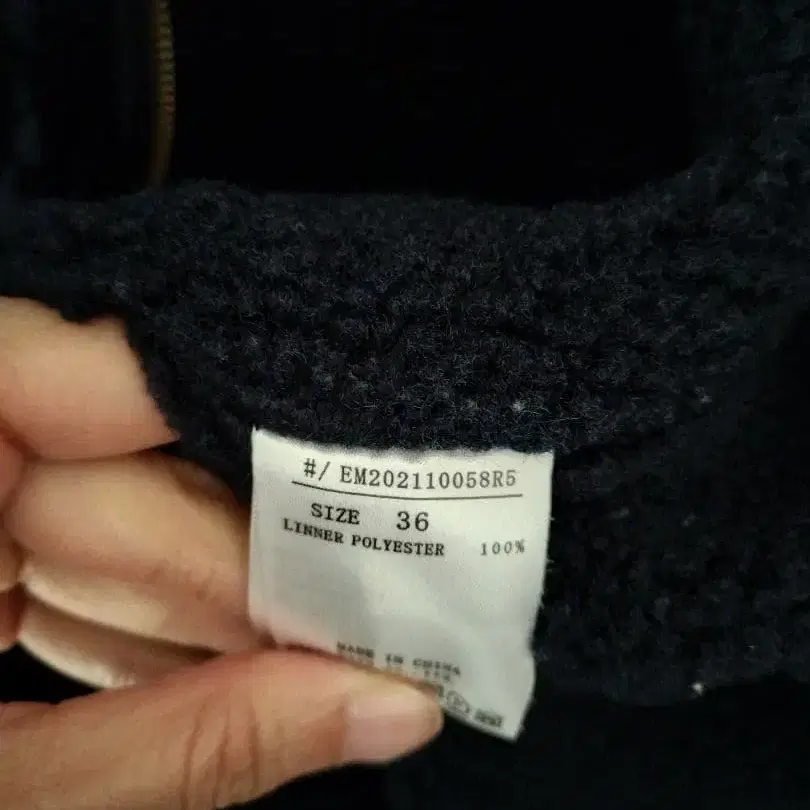 #/ EM202110058R5
SIZE 36
LINNER POLYESTER 100%
MADE IN CHINA